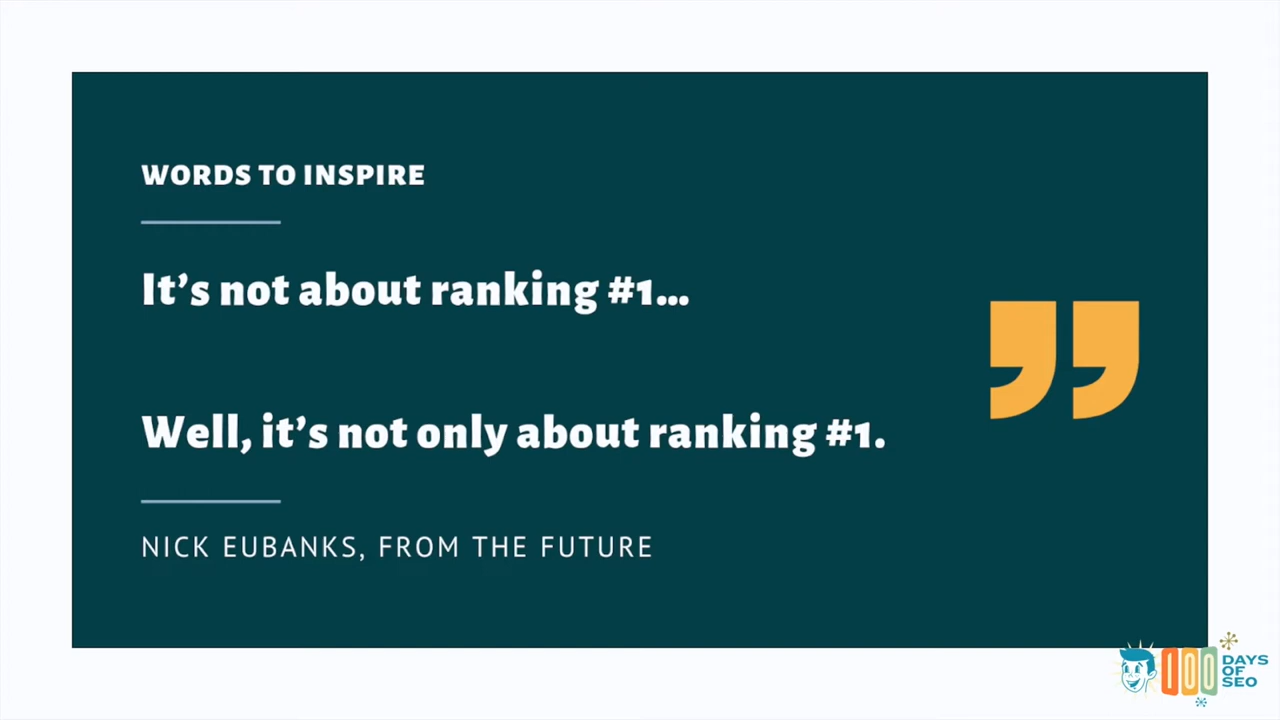 WORDS TO INSPIRE
It’s not about ranking #1...
Well, it’s not only about ranking #1.
NICK EUBANKS, FROM THE FUTURE
100 DAYS
OF
SEO